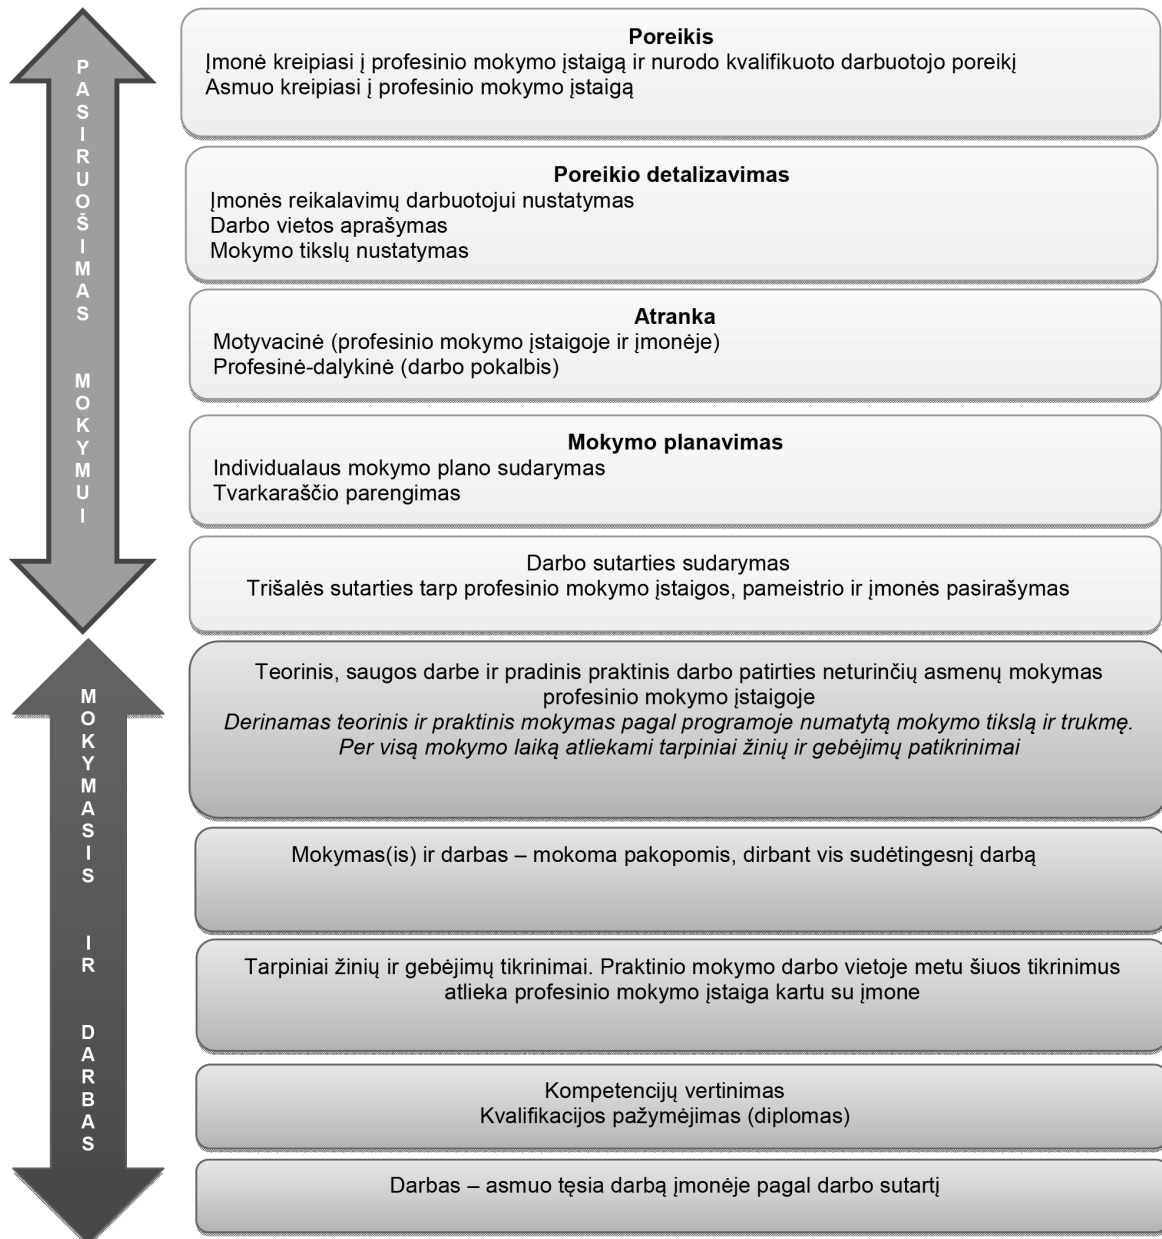 PASIRUOŠIMAS MOKYMUI
Poreikis
Įmonė kreipiasi į profesinio mokymo įstaigą ir nurodo kvalifikuoto darbuotojo poreikį
Asmuo kreipiasi į profesinio mokymo įstaigą
Poreikio detalizavimas
Įmonės reikalavimų darbuotojui nustatymas
Darbo vietos aprašymas
Mokymo tikslų nustatymas
Atranka
Motyvacinė (profesinio mokymo įstaigoje ir įmonėje)
Profesinė-dalykinė (darbo pokalbis)
Mokymo planavimas
Individualaus mokymo plano sudarymas
Tvarkaraščio parengimas
Darbo sutarties sudarymas
Trišalės sutarties tarp profesinio mokymo įstaigos, pameistrio ir įmonės pasirašymas
MOKYMASIS IR DARBAS
Teorinis, saugos darbe ir pradinis praktinis darbo patirties neturinčių asmenų mokymas
profesinio mokymo įstaigoje
Derinamas teorinis ir praktinis mokymas pagal programoje numatytą mokymo tikslą ir trukmę.
Per visą mokymo laiką atliekami tarpiniai žinių ir gebėjimų patikrinimai
Mokymas(is) ir darbas – mokoma pakopomis, dirbant vis sudėtingesnį darbą
Tarpiniai žinių ir gebėjimų tikrinimai. Praktinio mokymo darbo vietoje metu šiuos tikrinimus
atlieka profesinio mokymo įstaiga kartu su įmone
Kompetencijų vertinimas
Kvalifikacijos pažymėjimas (diplomas)
Darbas – asmuo tęsia darbą įmonėje pagal darbo sutartį